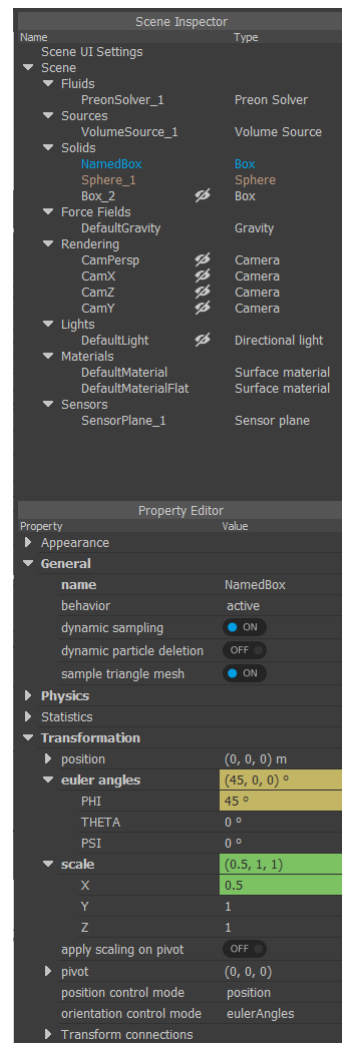 Scene Inspector
Name Type
Scene UI Settings
Scene
Fluids
PreonSolver_1 Preon Solver
Sources
VolumeSource_1 Volume Source
Solids
NamedBox Box
Sphere_1 Sphere
Box_2 Box
Force Fields
DefaultGravity Gravity
Rendering
CamPersp Camera
CamX Camera
CamZ Camera
CamY Camera
Lights
DefaultLight Directional light
Materials
DefaultMaterial Surface material
DefaultMaterialFlat Surface material
Sensors
SensorPlane_1 Sensor plane
Property Editor
Property Value
Appearance
General
name NamedBox
behavior active
dynamic sampling ON
dynamic particle deletion OFF
sample triangle mesh ON
Physics
Statistics
Transformation
position (0, 0, 0) m
euler angles (45, 0, 0) °
PHI 45 °
THETA 0 °
PSI 0 °
scale (0.5, 1, 1)
X 0.5
Y 1
Z 1
apply scaling on pivot OFF
pivot (0, 0, 0)
position control mode position
orientation control mode eulerAngles
Transform connections